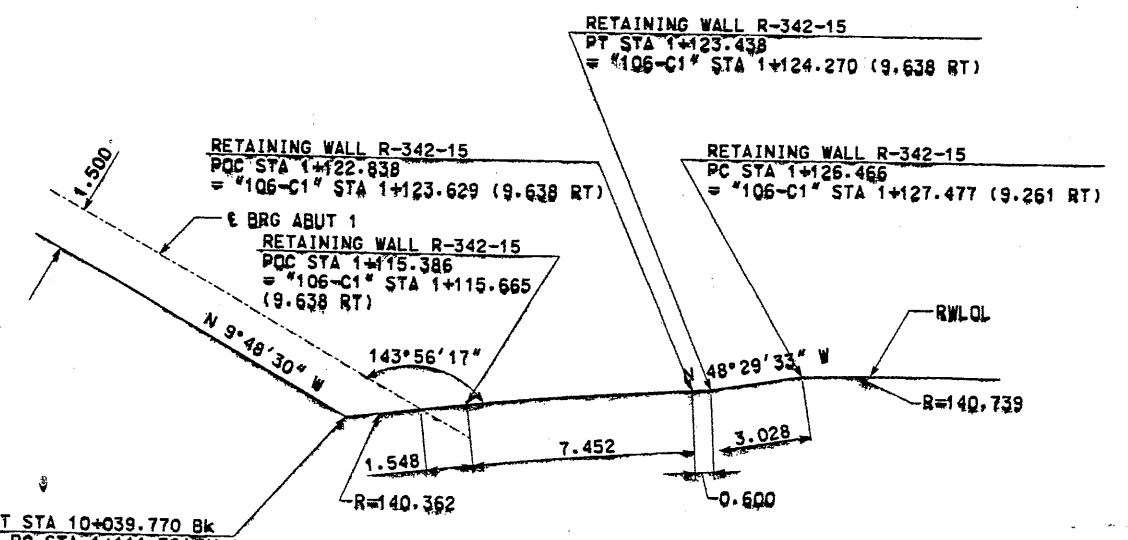 RETAINING WALL R-342-15
PT STA 1+123.438
= "106-C1" STA 1+124.270 (9.638 RT)
RETAINING WALL R-342-15
POC STA 1+122.838
= "106-C1" STA 1+123.629 (9.638 RT)
RETAINING WALL R-342-15
PC STA 1+126.466
= "106-C1" STA 1+127.477 (9.261 RT)
1.500
℄ BRG ABUT 1
RETAINING WALL R-342-15
POC STA 1+115.386
= "106-C1" STA 1+115.665
(9.638 RT)
RWLOL
N 9°48'30" W
143°56'17"
N 48°29'33" W
R=140.739
1.548
7.452
3.028
R=140.362
0.600
T STA 10+039.770 Bk